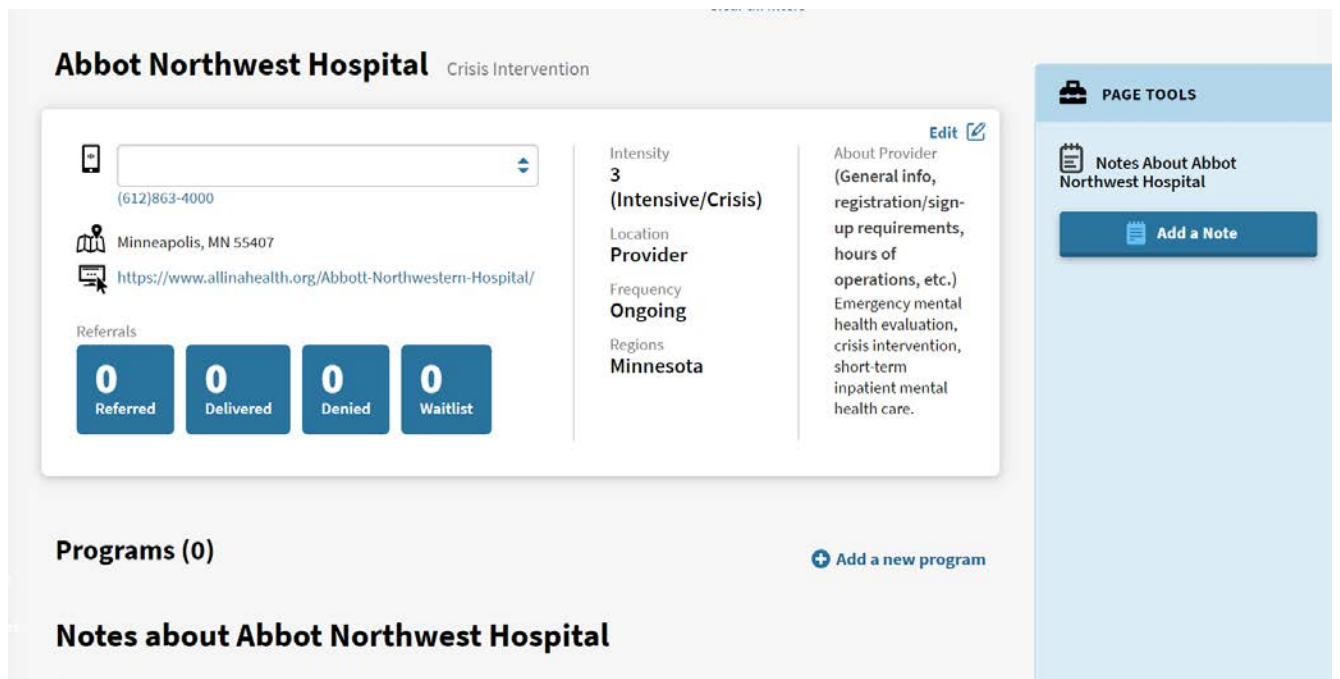 Abbot Northwest Hospital Crisis Intervention
PAGE TOOLS
Notes About Abbot
Northwest Hospital
Add a Note
Edit
(612)863-4000
Minneapolis, MN 55407
https://www.allinahealth.org/Abbott-Northwestern-Hospital/
Referrals
0
Referred
0
Delivered
0
Denied
0
Waitlist
Intensity
3
(Intensive/Crisis)
Location
Provider
Frequency
Ongoing
Regions
Minnesota
About Provider
(General info,
registration/sign-
up requirements,
hours of
operations, etc.)
Emergency mental
health evaluation,
crisis intervention,
short-term
inpatient mental
health care.
Programs (0)
Add a new program
Notes about Abbot Northwest Hospital